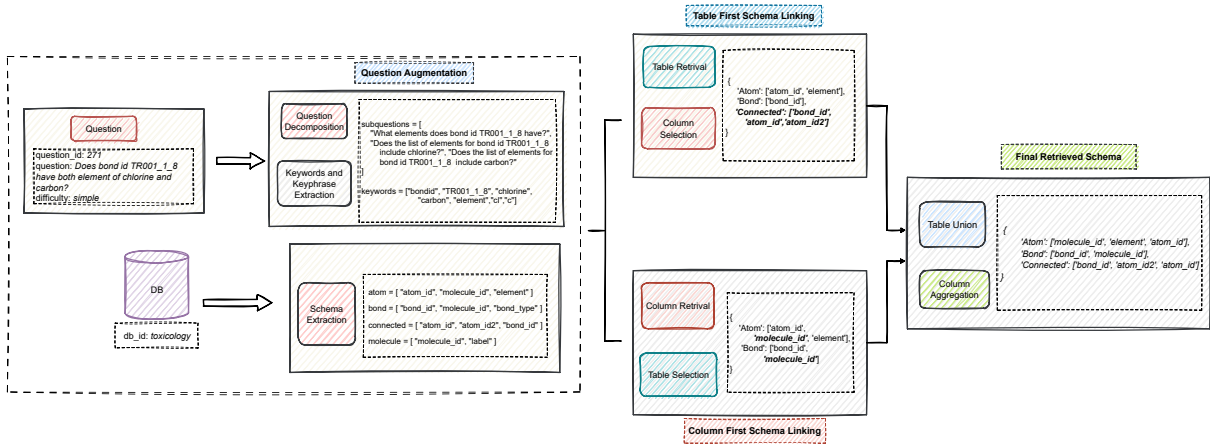 Question Augmentation
Question
question_id: 271
question: Does bond id TR001_1_8
have both element of chlorine and
carbon?
difficulty: simple
Question
Decomposition
Keywords and
Keyphrase
Extraction
subquestions = [
"What elements does bond id TR001_1_8 have?",
"Does the list of elements for bond id TR001_1_8
include chlorine?", "Does the list of elements for
bond id TR001_1_8 include carbon?"
]
keywords = ["bondid", "TR001_1_8", "chlorine",
"carbon", "element","cl","c"]
DB
db_id: toxicology
Schema
Extraction
atom = [ "atom_id", "molecule_id", "element" ]
bond = [ "bond_id", "molecule_id", "bond_type" ]
connected = [ "atom_id", "atom_id2", "bond_id" ]
molecule = [ "molecule_id", "label" ]
Table First Schema Linking
Table Retrival
Column
Selection
{
'Atom': ['atom_id', 'element'],
'Bond': ['bond_id'],
'Connected': ['bond_id',
'atom_id','atom_id2']
}
Column Retrival
Table Selection
{
'Atom': ['atom_id',
'molecule_id', 'element'],
'Bond': ['bond_id',
'molecule_id']
}
Column First Schema Linking
Final Retrieved Schema
Table Union
Column
Aggregation
{
'Atom': ['molecule_id', 'element', 'atom_id'],
'Bond': ['bond_id', 'molecule_id'],
'Connected': ['bond_id', 'atom_id2', 'atom_id']
}